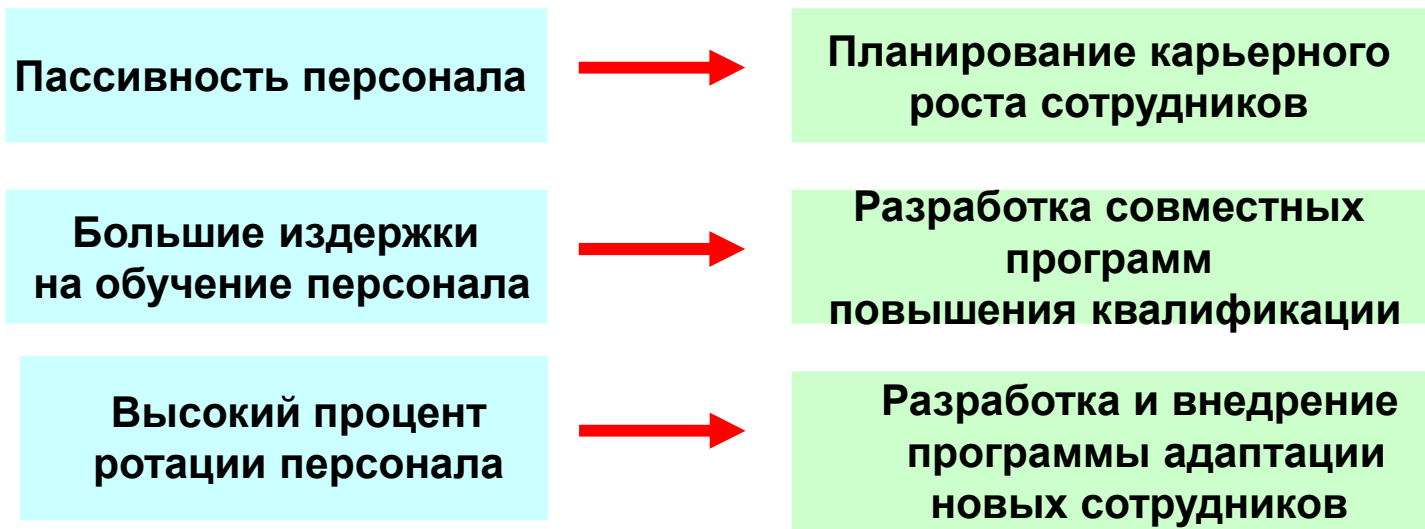 Пассивность персонала
Планирование карьерного
роста сотрудников
Большие издержки
на обучение персонала
Разработка совместных
программ
повышения квалификации
Высокий процент
ротации персонала
Разработка и внедрение
программы адаптации
новых сотрудников